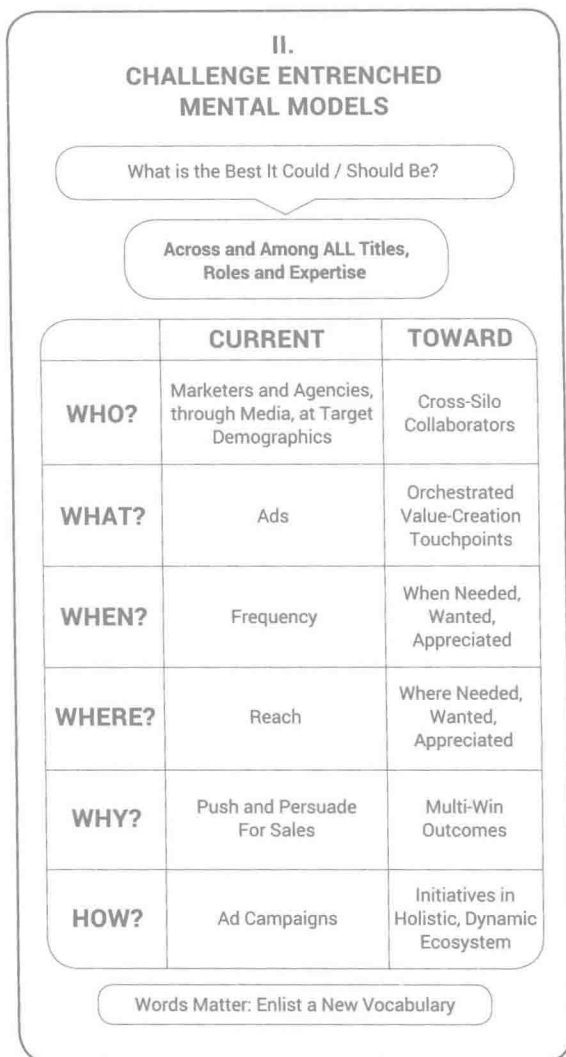 II.
CHALLENGE ENTRENCHED
MENTAL MODELS
What is the Best It Could / Should Be?
Across and Among ALL Titles,
Roles and Expertise
CURRENT
TOWARD
WHO?
Marketers and Agencies,
through Media, at Target
Demographics
Cross-Silo
Collaborators
WHAT?
Ads
Orchestrated
Value-Creation
Touchpoints
WHEN?
Frequency
When Needed,
Wanted,
Appreciated
WHERE?
Reach
Where Needed,
Wanted,
Appreciated
WHY?
Push and Persuade
For Sales
Multi-Win
Outcomes
HOW?
Ad Campaigns
Initiatives in
Holistic, Dynamic
Ecosystem
Words Matter: Enlist a New Vocabulary